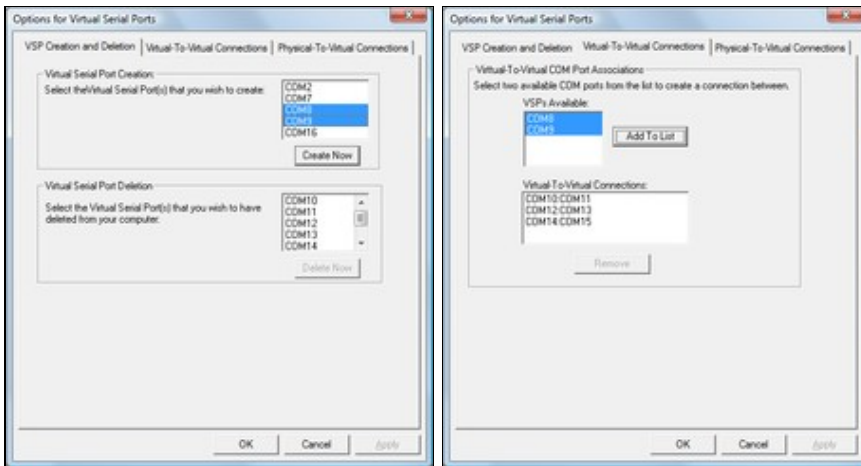 Options for Virtual Serial Ports
VSP Creation and Deletion
Virtual-To-Virtual Connections
Physical-To-Virtual Connections
Virtual Serial Port Creation:
Select theVirtual Serial Port(s) that you wish to create:
COM2
COM7
COM8
COM9
COM16
Create Now
Virtual Serial Port Deletion
Select the Virtual Serial Port(s) that you wish to have
deleted from your computer.
COM10
COM11
COM12
COM13
COM14
Delete Now
OK
Cancel
Apply
Options for Virtual Serial Ports
VSP Creation and Deletion
Virtual-To-Virtual Connections
Physical-To-Virtual Connections
Virtual-To-Virtual COM Port Associations
Select two available COM ports from the list to create a connection between.
VSPs Available:
COM8
COM9
Add To List
Virtual-To-Virtual Connections:
COM10:COM11
COM12:COM13
COM14:COM15
Remove
OK
Cancel
Apply